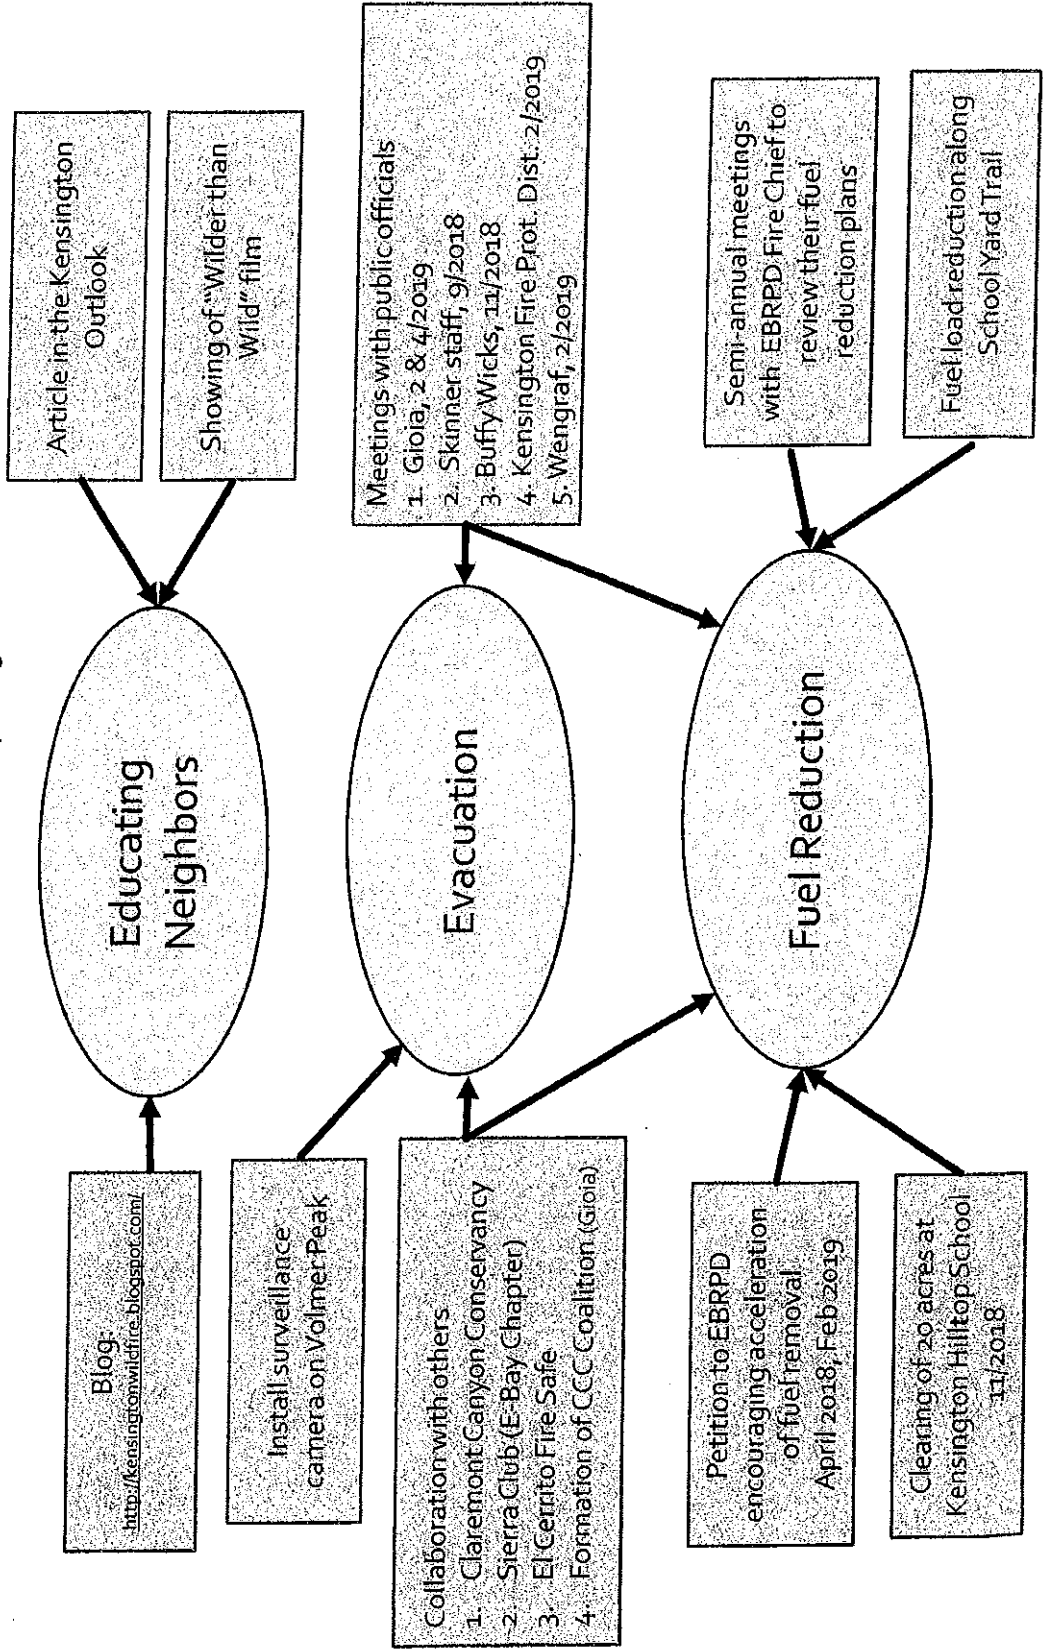 Blog:
http://kensingtonwildfire.blogspot.com/
Educating
Neighbors
Article in the Kensington
Outlook
Showing of "Wilder than
Wild" film
Install surveillance
camera on Volmer Peak
Collaboration with others
1. Claremont Canyon Conservancy
2. Sierra Club (E-Bay Chapter)
3. El Cerrito Fire Safe
4. Formation of CCC Coalition (Gioia)
Evacuation
Meetings with public officials
1. Gioia, 2 & 4/2019
2. Skinner staff, 9/2018
3. Buffy Wicks, 11/2018
4. Kensington Fire Prot. Dist. 2/2019
5. Wengraf, 2/2019
Petition to EBRPD
encouraging acceleration
of fuel removal
April 2018, Feb 2019
Clearing of 20 acres at
Kensington Hilltop School
11/2018
Fuel Reduction
Semi-annual meetings
with EBRPD Fire Chief to
review their fuel
reduction plans
Fuel load reduction along
School Yard Trail